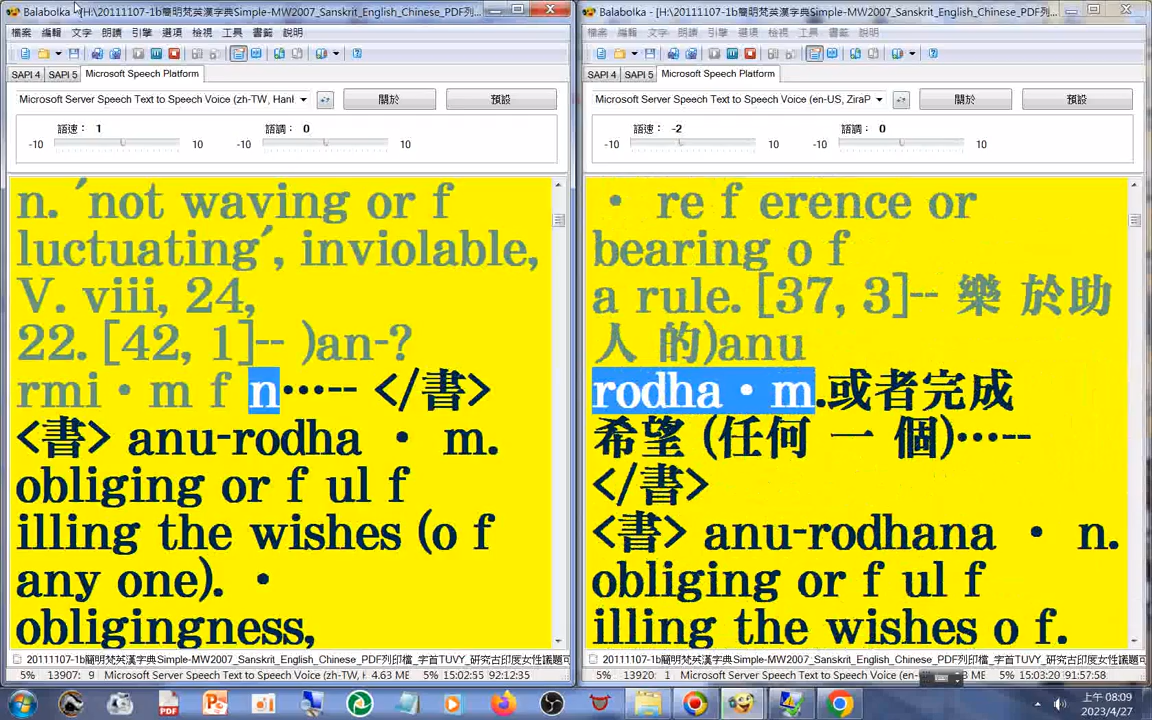 Balabolka - [H:\20111107-1b簡明梵英漢字典Simple-MW2007_Sanskrit_English_Chinese_PDF列...
檔案 編輯 文字 朗讀 引擎 選項 檢視 工具 書籤 說明
SAPI 4 SAPI 5 Microsoft Speech Platform
Microsoft Server Speech Text to Speech Voice (zh-TW, Hanl
關於
預設
語速： 1
語調： 0
-10 10 -10 10
n. ′not waving or f
luctuating′, inviolable,
V. viii, 24,
22. [42, 1]-- )an-?
rmi・m f n…-- </書>
<書> anu-rodha ・ m.
obliging or f ul f
illing the wishes (o f
any one). ・
obligingness,
20111107-1b簡明梵英漢字典Simple-MW2007_Sanskrit_English_Chinese_PDF列印檔_字首TUVY_研究古印度女性議題可
5% 13907: 9 Microsoft Server Speech Text to Speech Voice (zh-TW, H 4.63 ME 5% 15:02:55 92:12:35
Balabolka - [H:\20111107-1b簡明梵英漢字典Simple-MW2007_Sanskrit_English_Chinese_PDF列印...
檔案 編輯 文字 朗讀 引擎 選項 檢視 工具 書籤 說明
SAPI 4 SAPI 5 Microsoft Speech Platform
Microsoft Server Speech Text to Speech Voice (en-US, ZiraP
關於
預設
語速： -2
語調： 0
-10 10 -10 10
・ re f erence or
bearing o f
a rule. [37, 3]-- 樂 於助
人 的)anu
rodha・m.或者完成
希望 (任何 一 個)…--
</書>
<書> anu-rodhana ・ n.
obliging or f ul f
illing the wishes o f.
20111107-1b簡明梵英漢字典Simple-MW2007_Sanskrit_English_Chinese_PDF列印檔_字首TUVY_研究古印度女性議題可
5% 13920: 1 Microsoft Server Speech Text to Speech Voice 5% 15:03:20 91:57:58
上午 08:09
2023/4/27